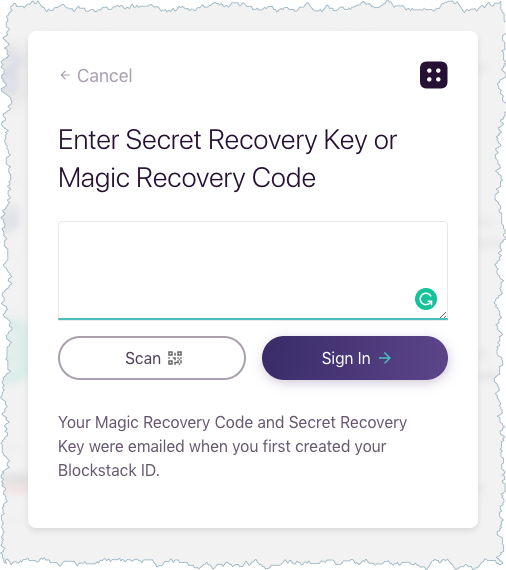 ← Cancel
Enter Secret Recovery Key or
Magic Recovery Code
Scan
Sign In →
Your Magic Recovery Code and Secret Recovery
Key were emailed when you first created your
Blockstack ID.